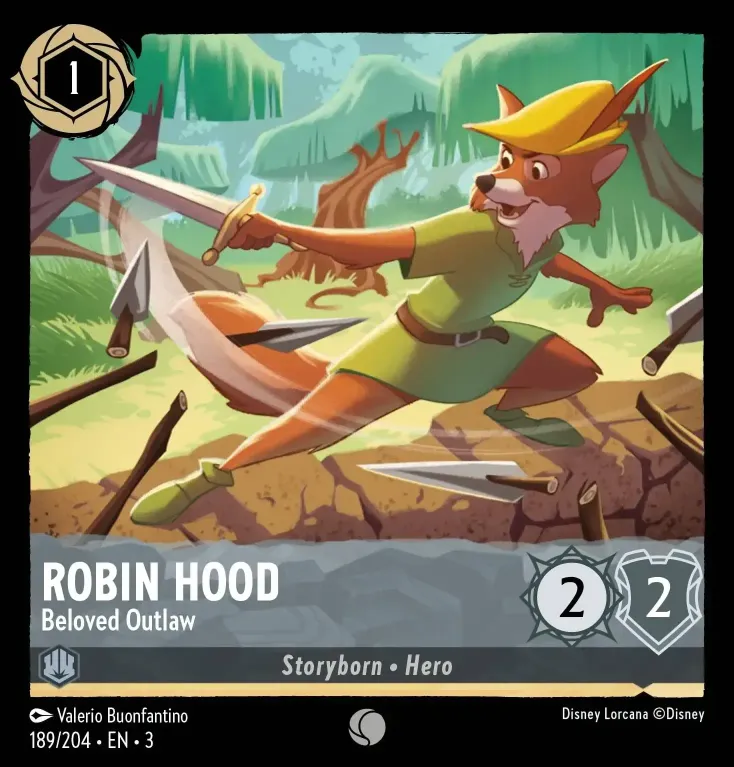 1
ROBIN HOOD
Beloved Outlaw
2 2
Storyborn • Hero
Valerio Buonfantino
Disney Lorcana ©Disney
189/204 • EN • 3